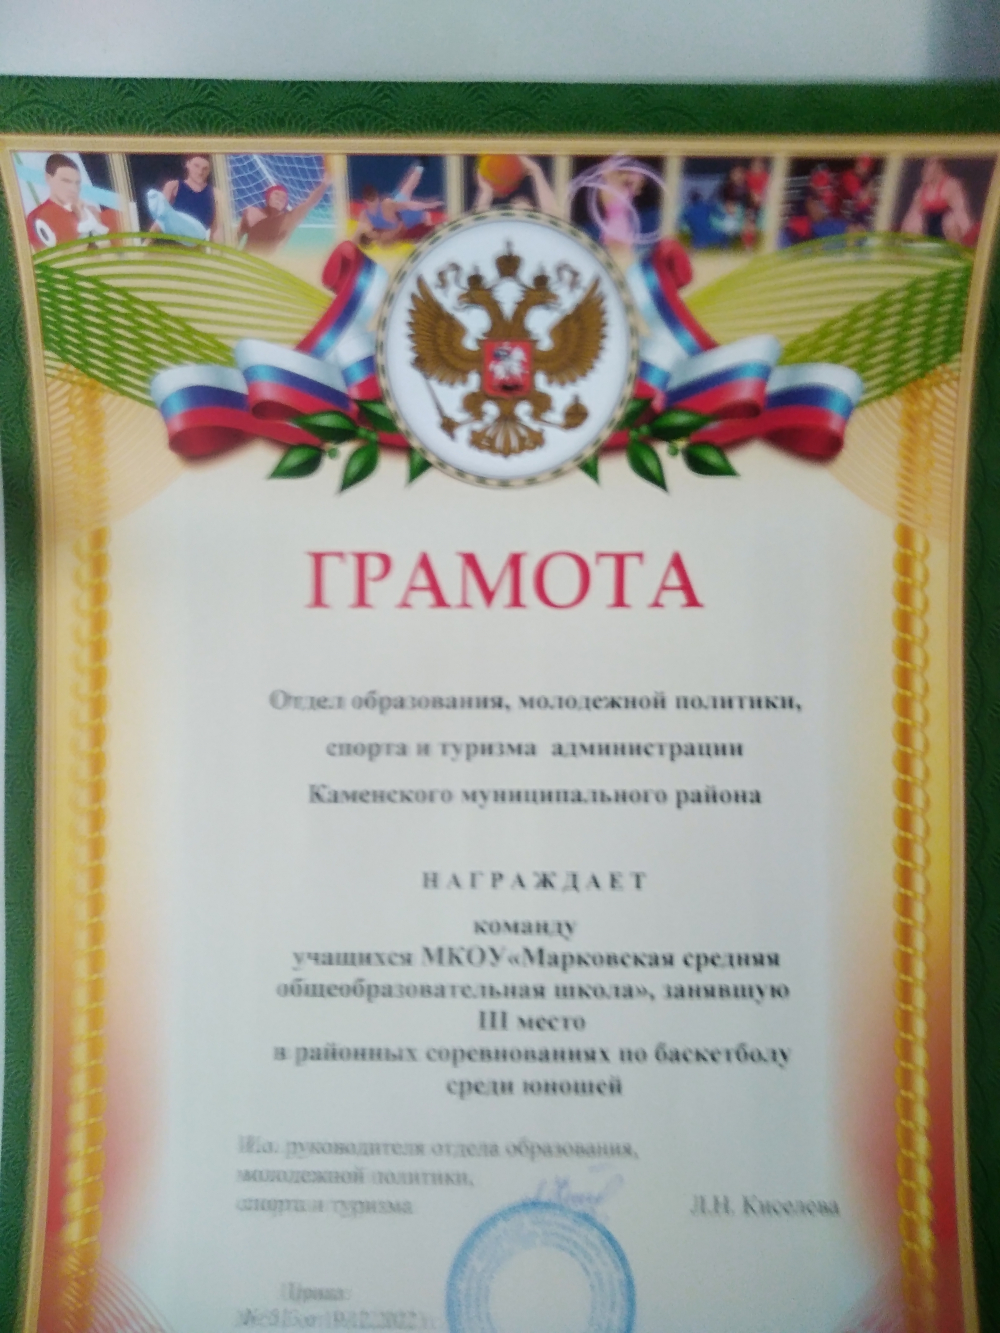 ГРАМОТА
Отдел образования, молодежной политики,
спорта и туризма администрации
Каменского муниципального района
НАГРАЖДАЕТ
команду
учащихся МКОУ«Марковская средняя
общеобразовательная школа», занявшую
III место
в районных соревнованиях по баскетболу
среди юношей
руководителя отдела образования,
молодежной политики,
спорта и туризма
Л.Н. Киселева